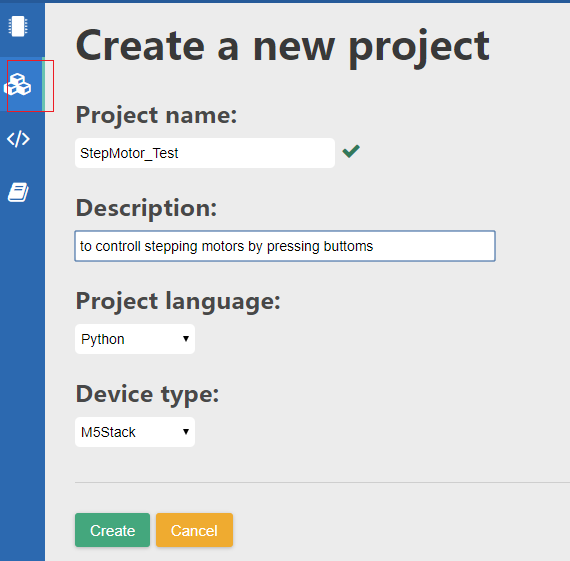 Create a new project
Project name:
StepMotor_Test
Description:
to controll stepping motors by pressing buttoms
Project language:
Python
Device type:
M5Stack
Create Cancel